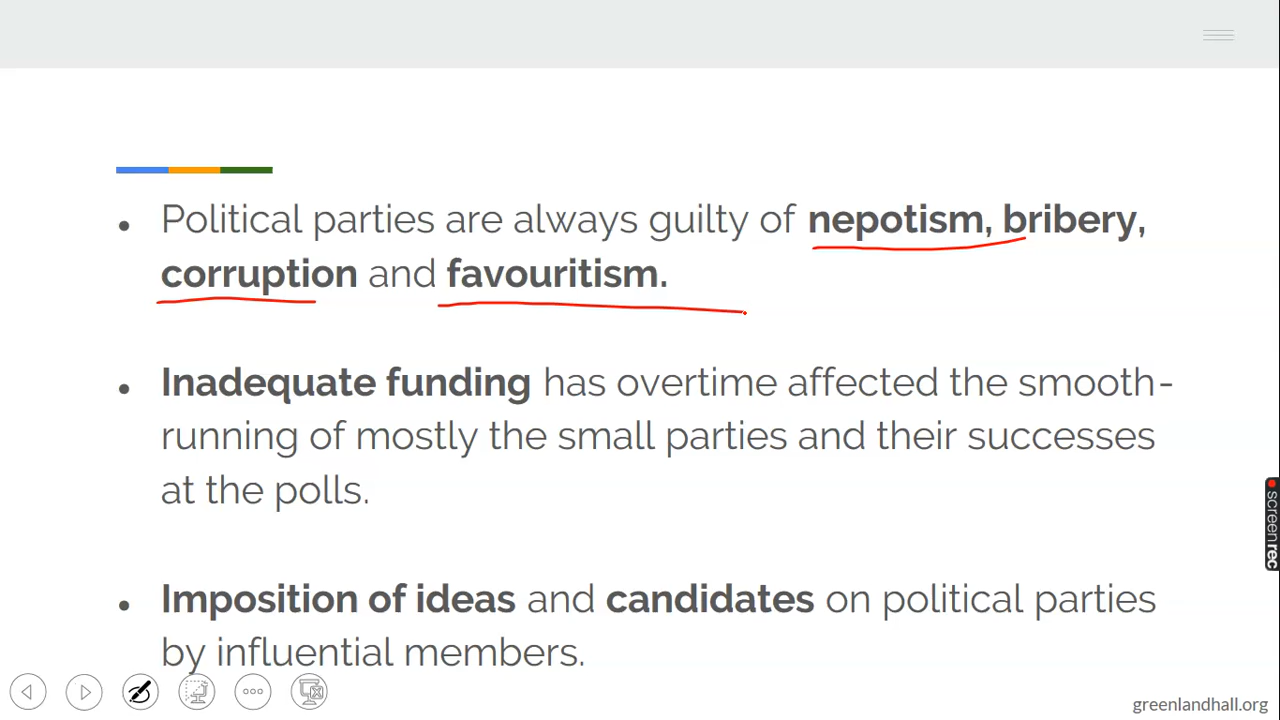 • Political parties are always guilty of nepotism, bribery,
corruption and favouritism.
• Inadequate funding has overtime affected the smooth-
running of mostly the small parties and their successes
at the polls.
• Imposition of ideas and candidates on political parties
by influential members.
greenlandhall.org
screenrec